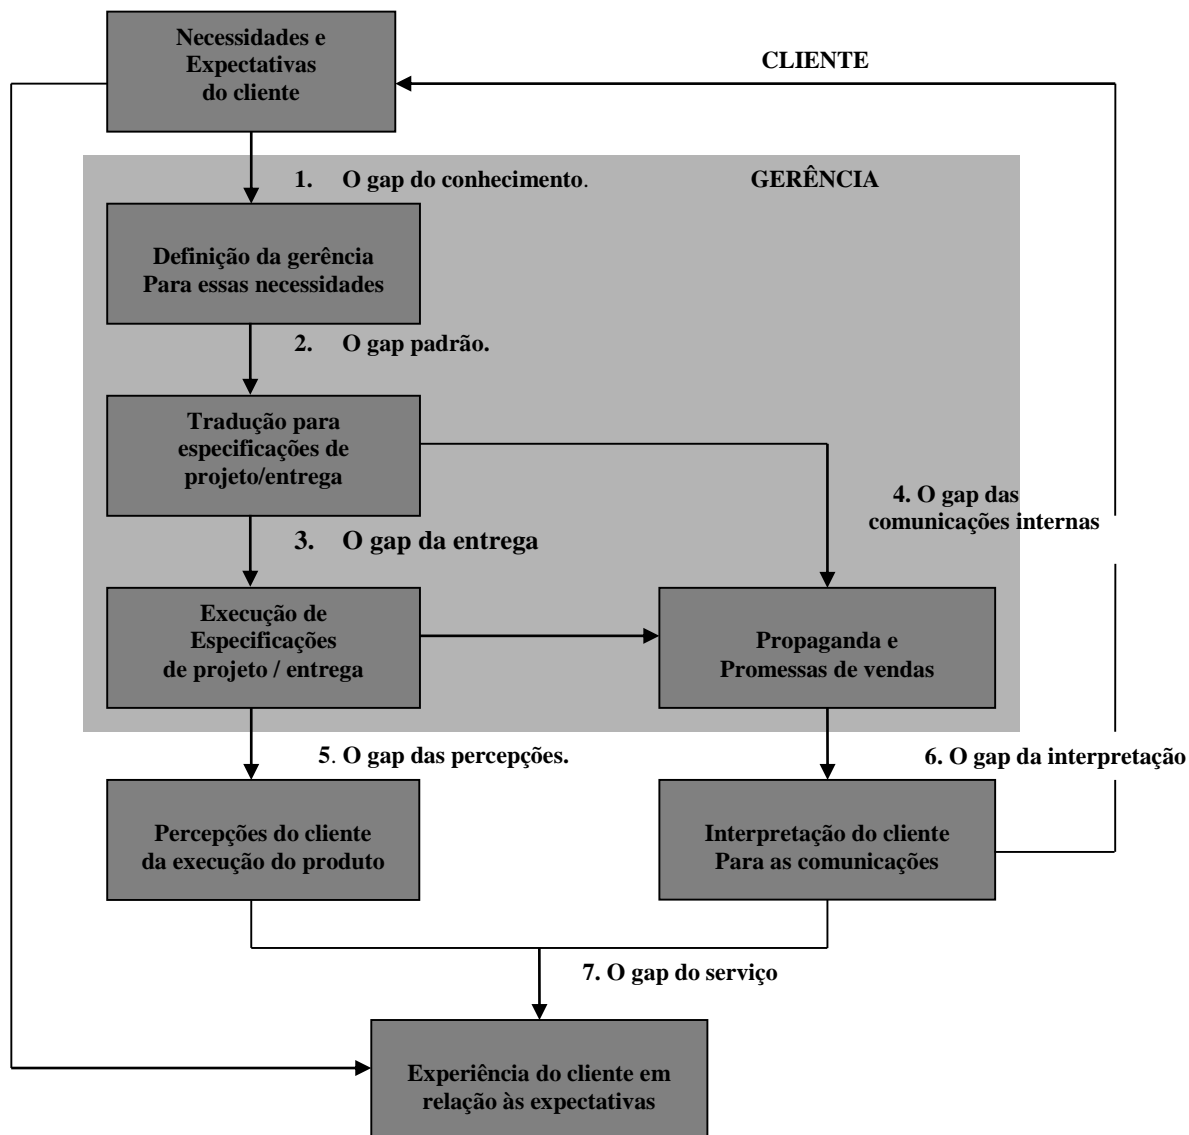 Necessidades e
Expectativas
do cliente
CLIENTE
1. O gap do conhecimento.
GERÊNCIA
Definição da gerência
Para essas necessidades
2. O gap padrão.
Tradução para
especificações de
projeto/entrega
4. O gap das
comunicações internas
3. O gap da entrega
Execução de
Especificações
de projeto / entrega
Propaganda e
Promessas de vendas
5. O gap das percepções.
6. O gap da interpretação
Percepções do cliente
da execução do produto
Interpretação do cliente
Para as comunicações
7. O gap do serviço
Experiência do cliente em
relação às expectativas